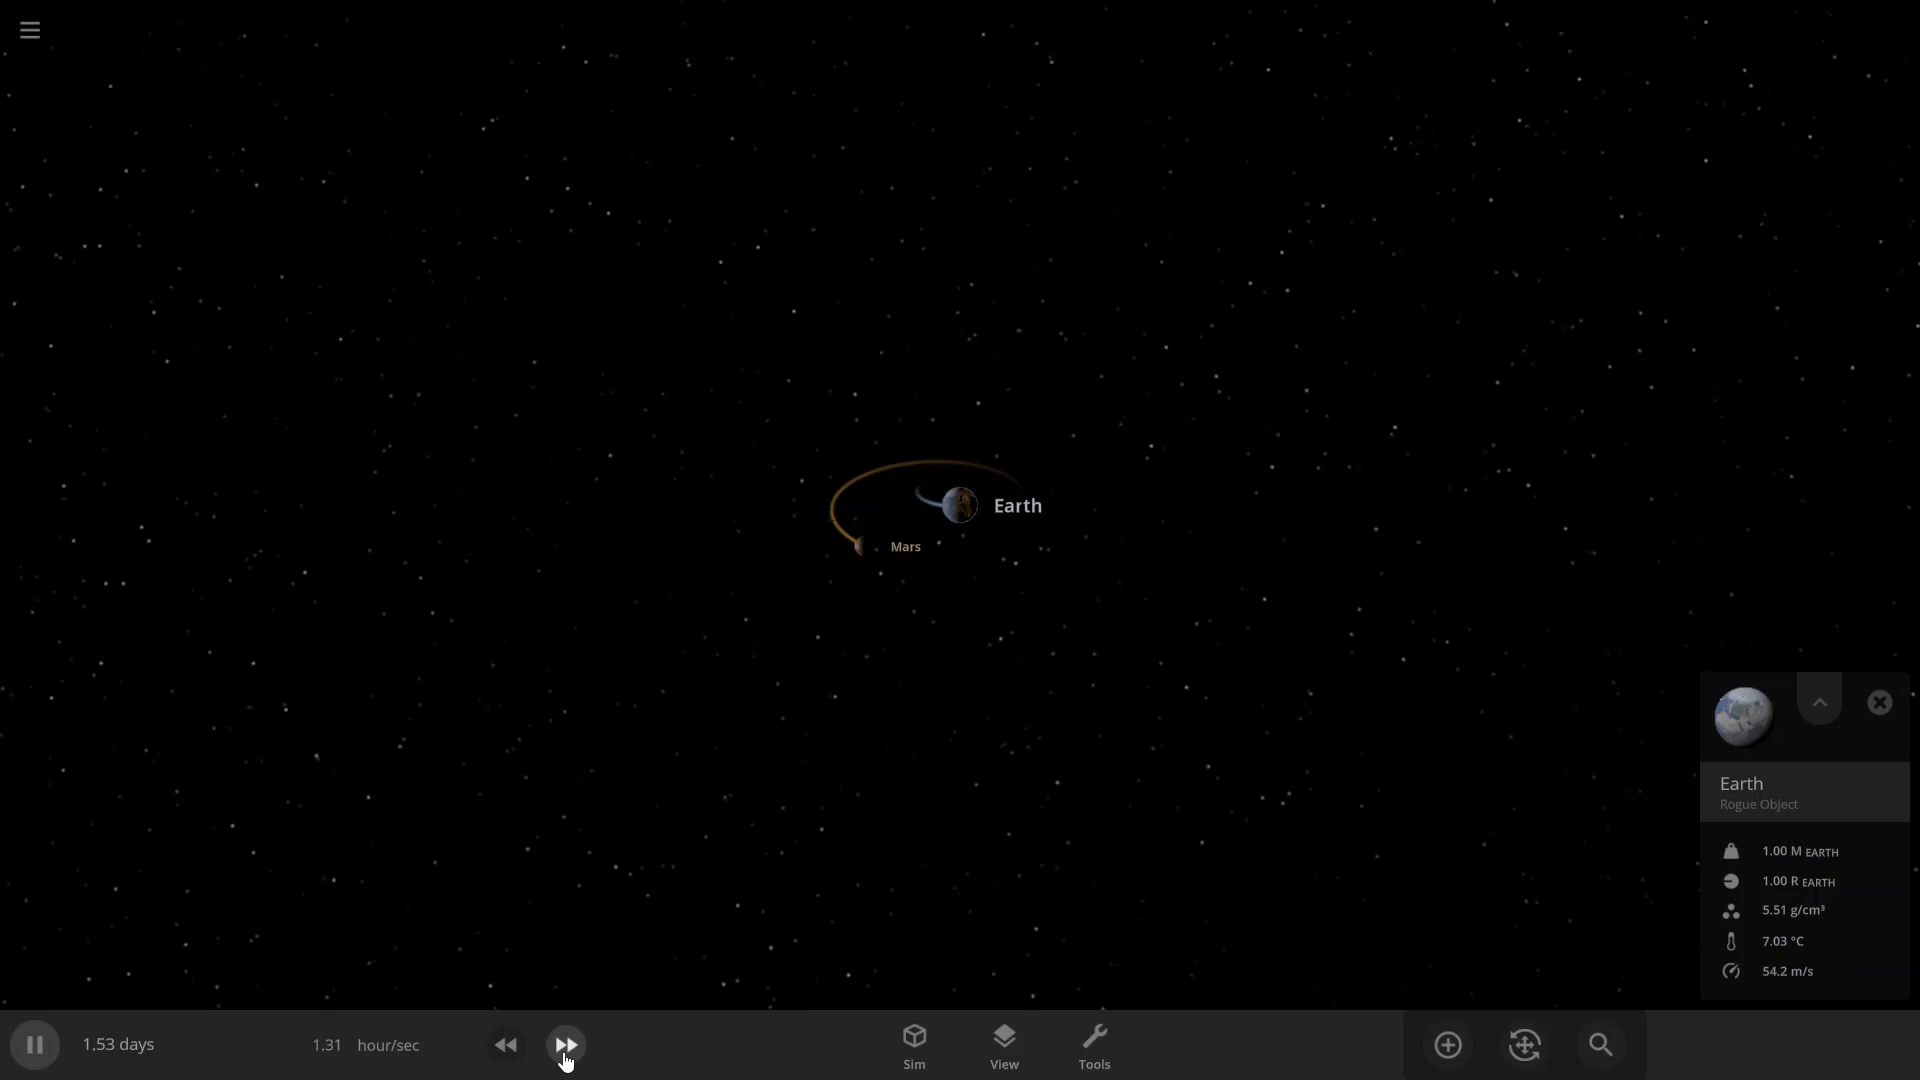 Earth
Mars
Earth
Rogue Object
1.00 M EARTH
1.00 R EARTH
5.51 g/cm³
7.03 °C
54.2 m/s
1.53 days
1.31 hour/sec
Sim
View
Tools